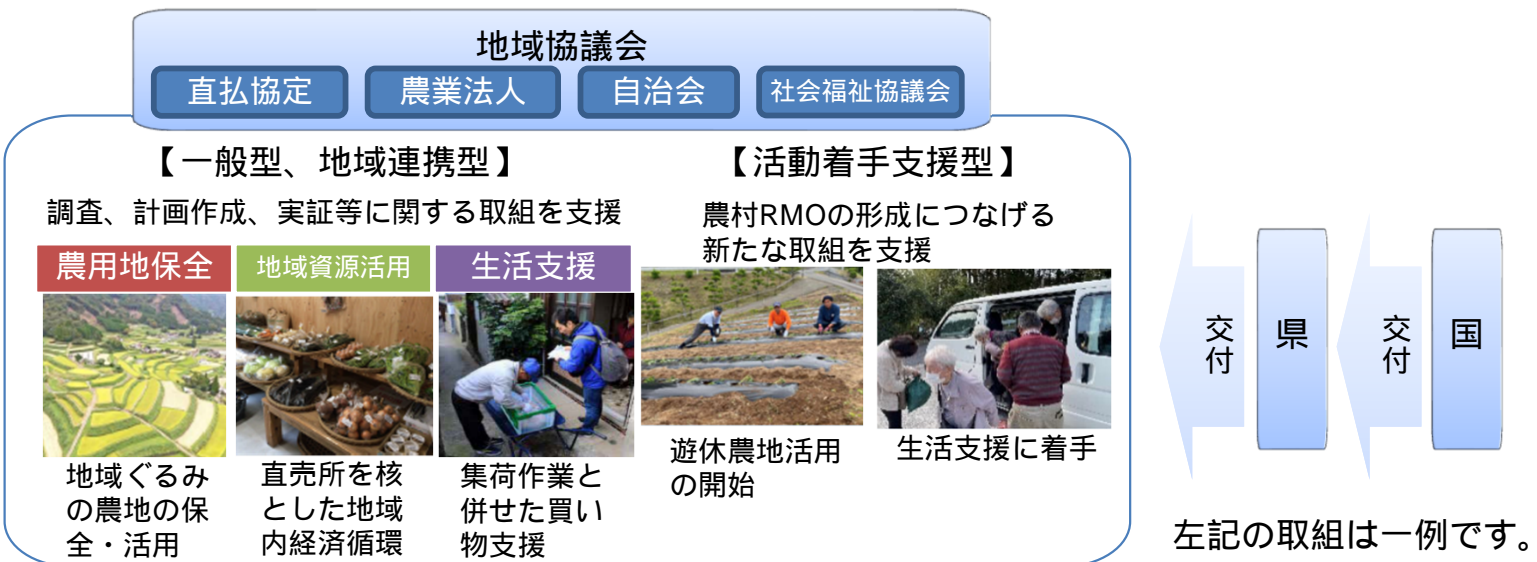 地域協議会
直払協定
農業法人
自治会
社会福祉協議会
【一般型、地域連携型】
調査、計画作成、実証等に関する取組を支援
農用地保全
地域資源活用
生活支援
地域ぐるみ
の農地の保
全・活用
直売所を核
とした地域
内経済循環
集荷作業と
併せた買い
物支援
【活動着手支援型】
農村RMOの形成につなげる
新たな取組を支援
遊休農地活用
の開始
生活支援に着手
交付
県
交付
国
左記の取組は一例です。